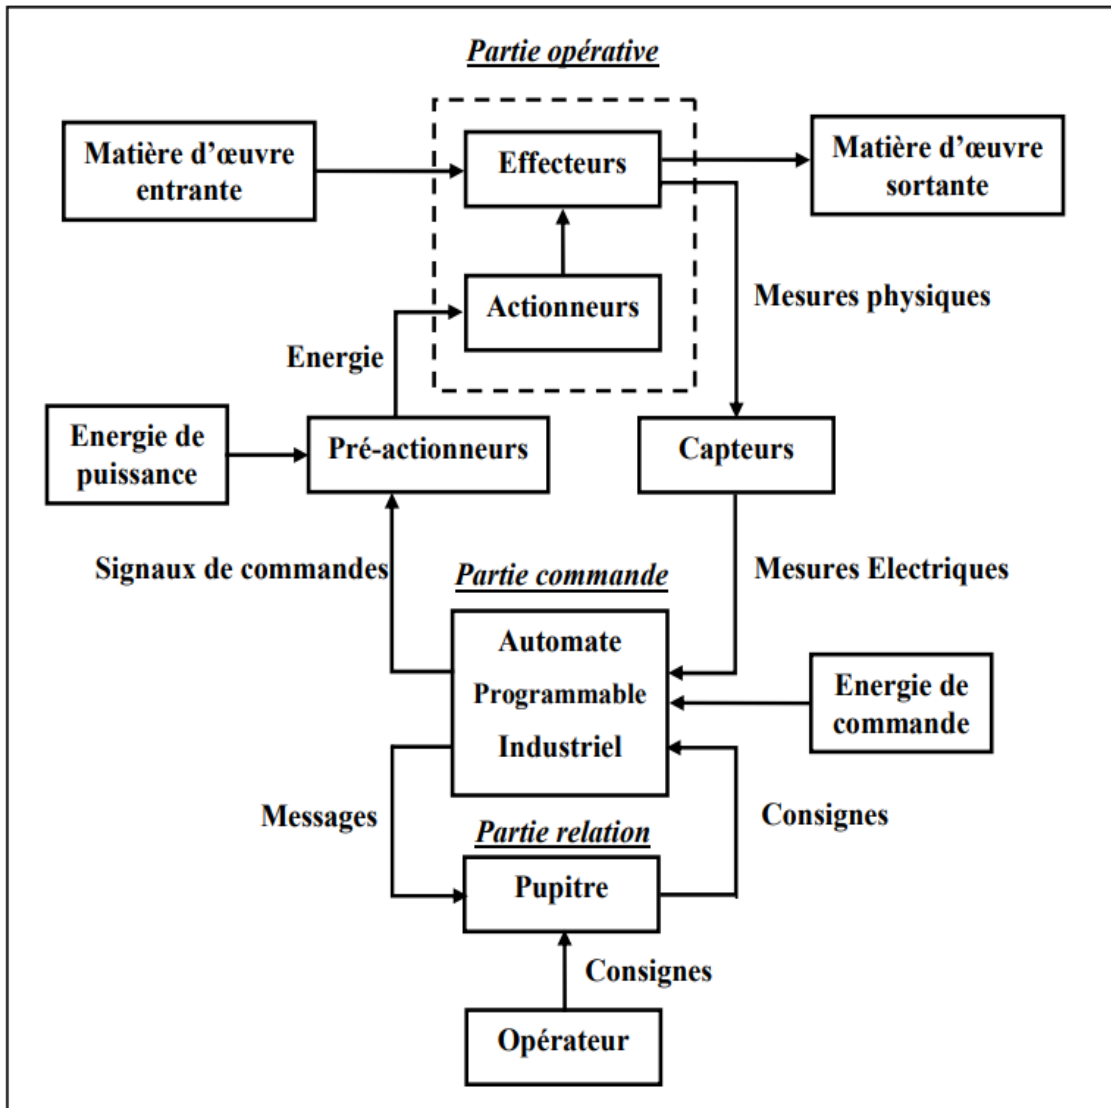 Partie opérative
Matière d'œuvre
entrante
Effecteurs
Matière d'œuvre
sortante
Actionneurs
Mesures physiques
Energie
Energie de
puissance
Pré-actionneurs
Capteurs
Signaux de commandes
Partie commande
Mesures Electriques
Automate
Programmable
Industriel
Energie de
commande
Messages
Consignes
Partie relation
Pupitre
Consignes
Opérateur